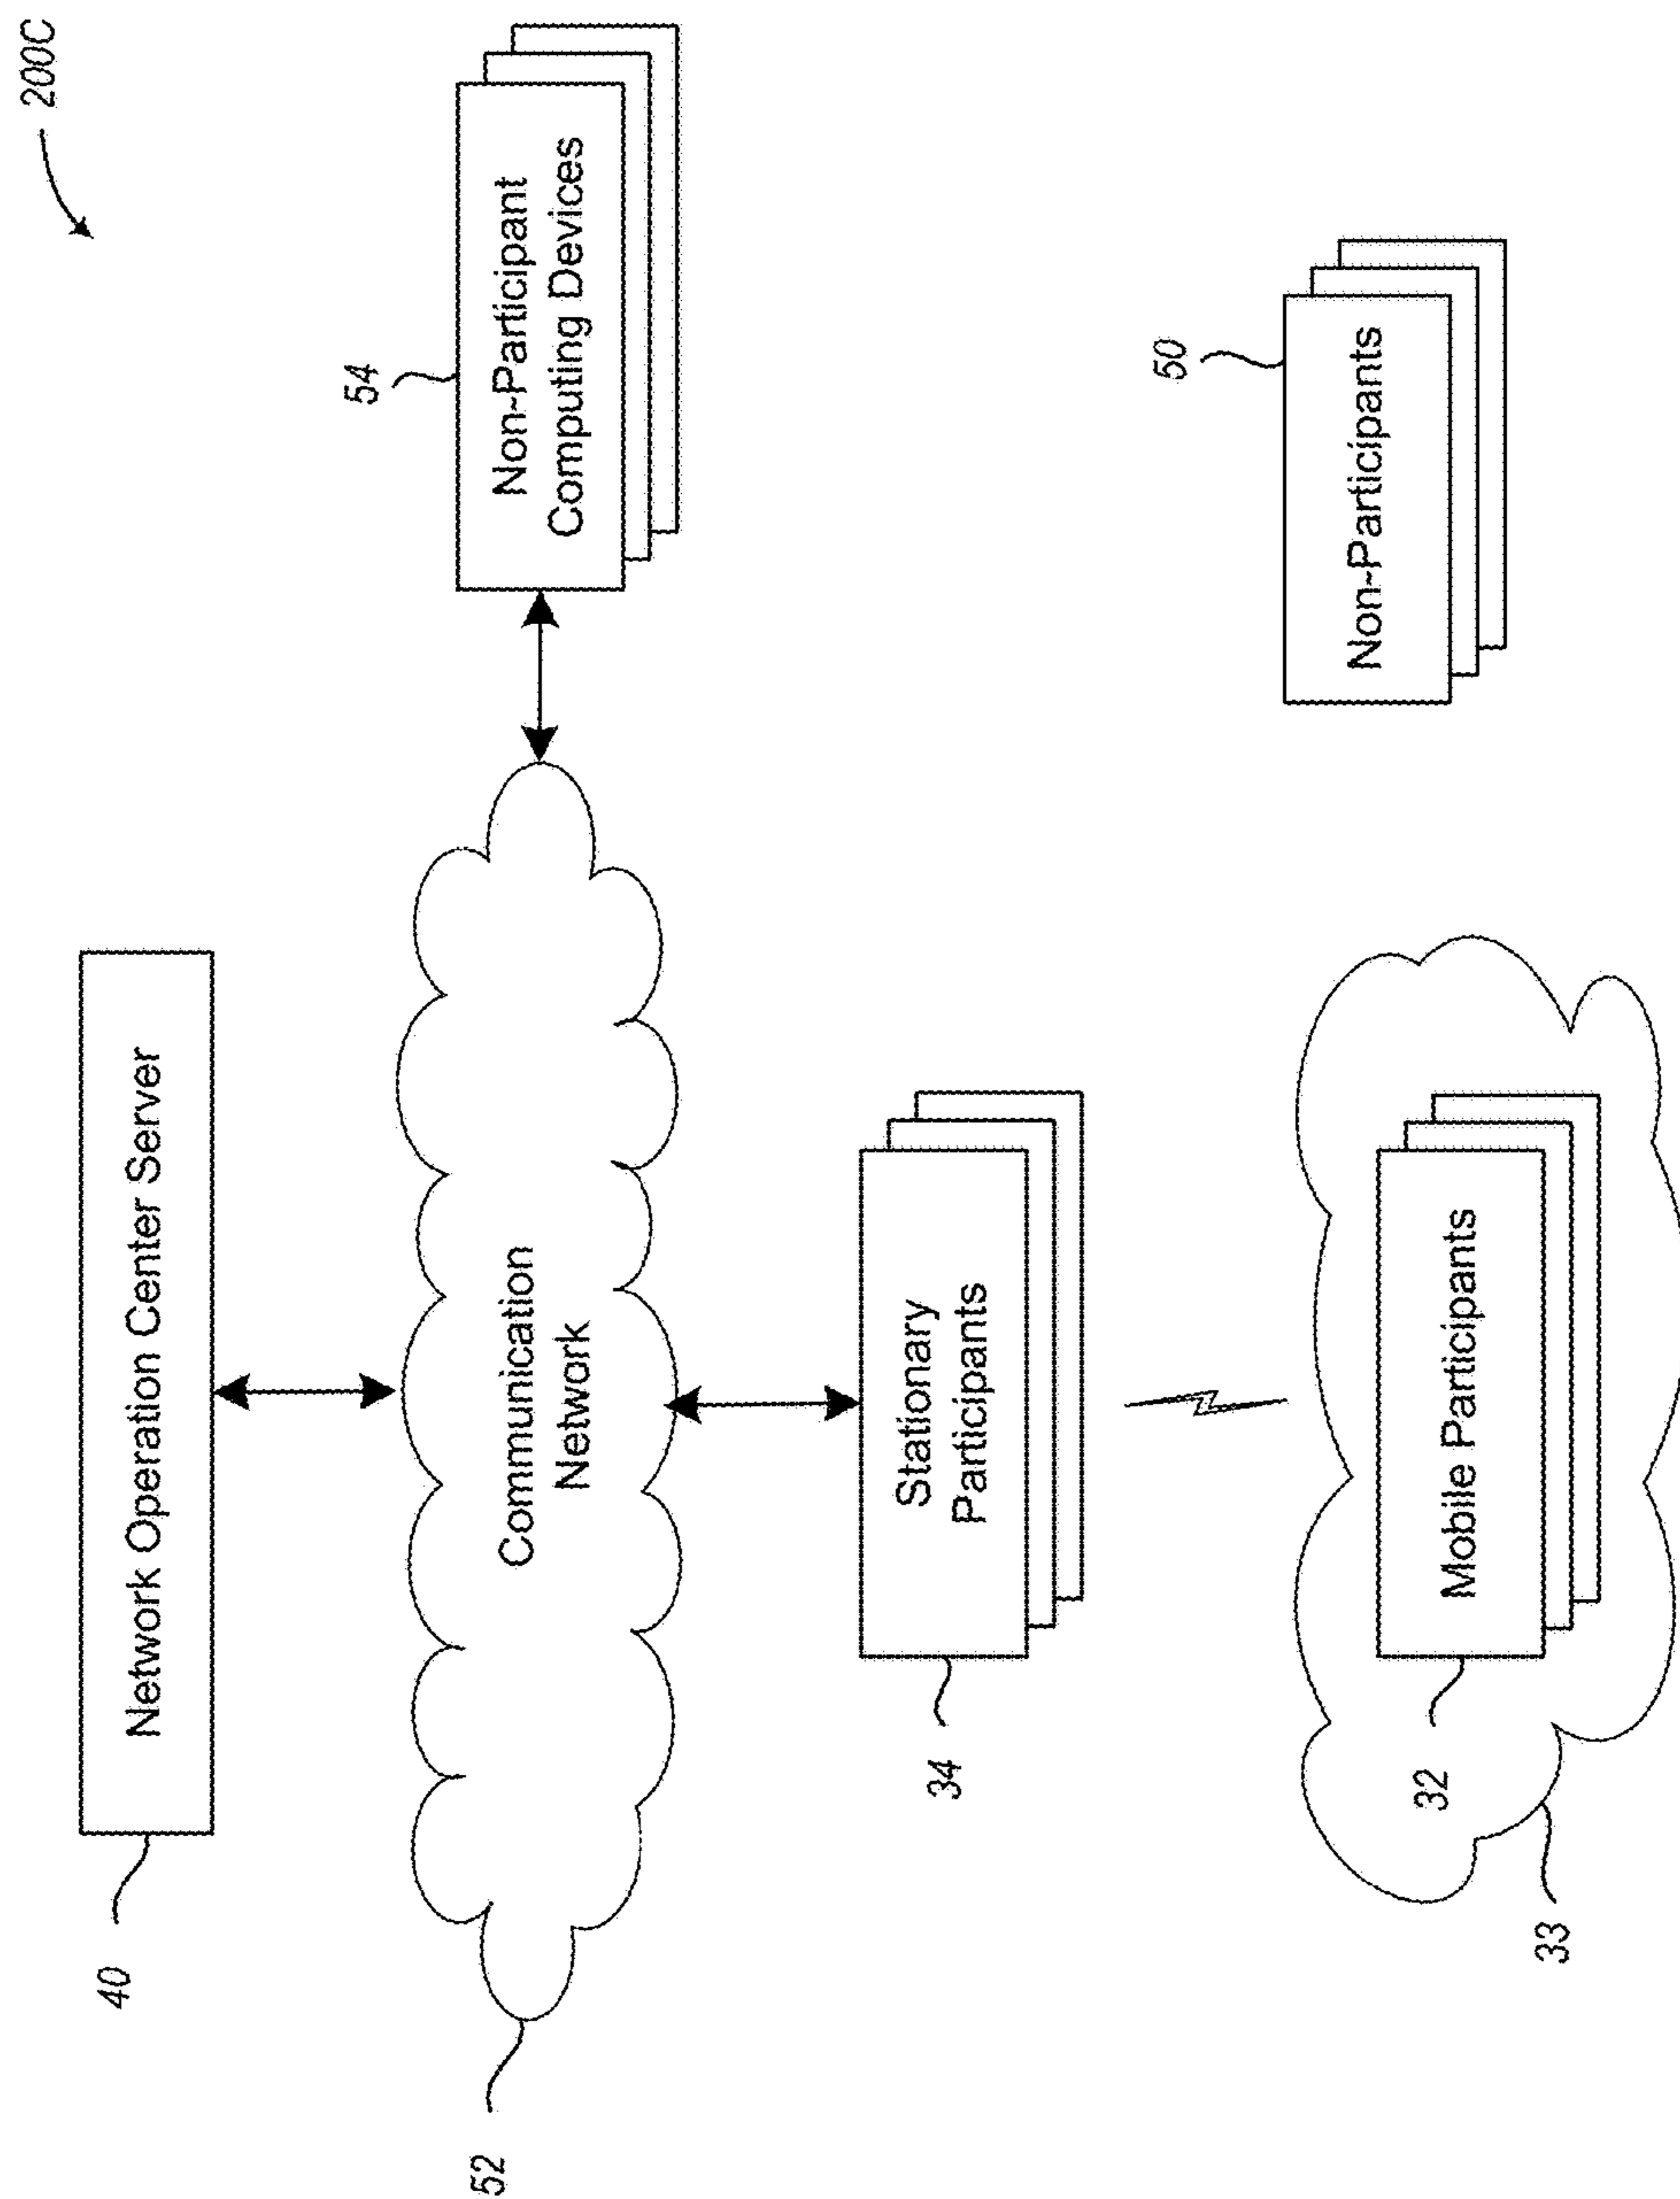 200C
40
Network Operation Center Server
52
Communication
Network
54
Non-Participant
Computing Devices
34
Stationary
Participants
50
Non-Participants
32
Mobile Participants
33